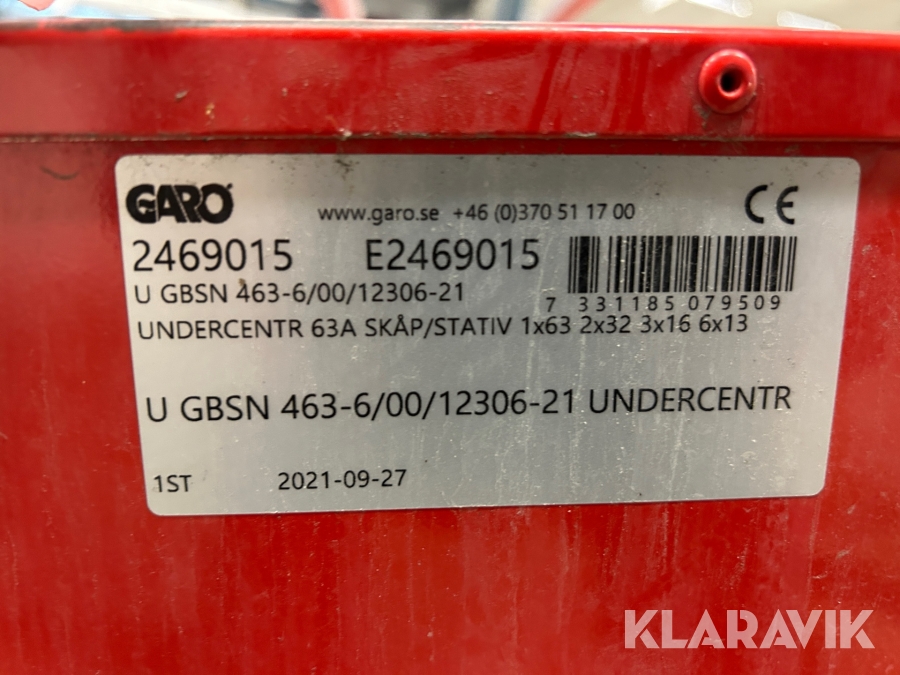 GARO www.garo.se +46 (0)370 51 17 00 CE
2469015 E2469015
U GBSN 463-6/00/12306-21 7 331185 079509
UNDERCENTR 63A SKÅP/STATIV 1x63 2x32 3x16 6x13
U GBSN 463-6/00/12306-21 UNDERCENTR
1ST 2021-09-27
KLARAVIK